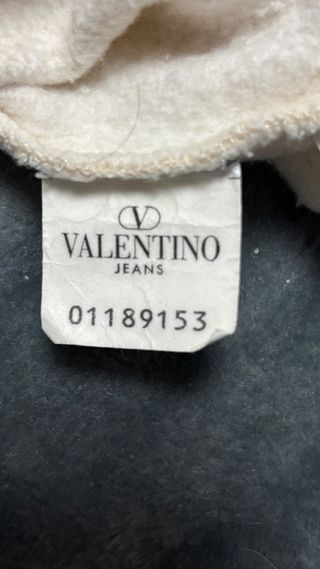 V
VALENTINO
JEANS
01189153